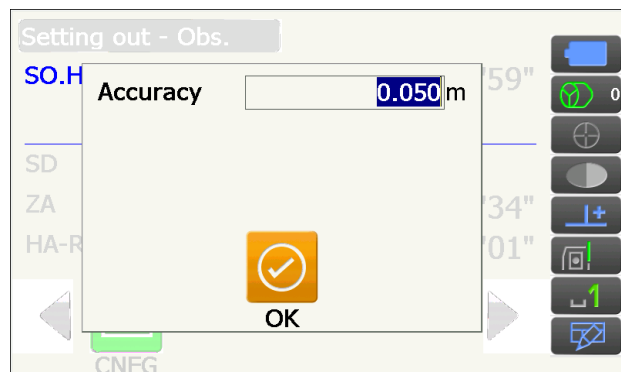 Setting out - Obs.
SO.H
'59"
Accuracy 0.050 m
0
SD
ZA
'34"
HA-R
'01"
OK
1
CNFG